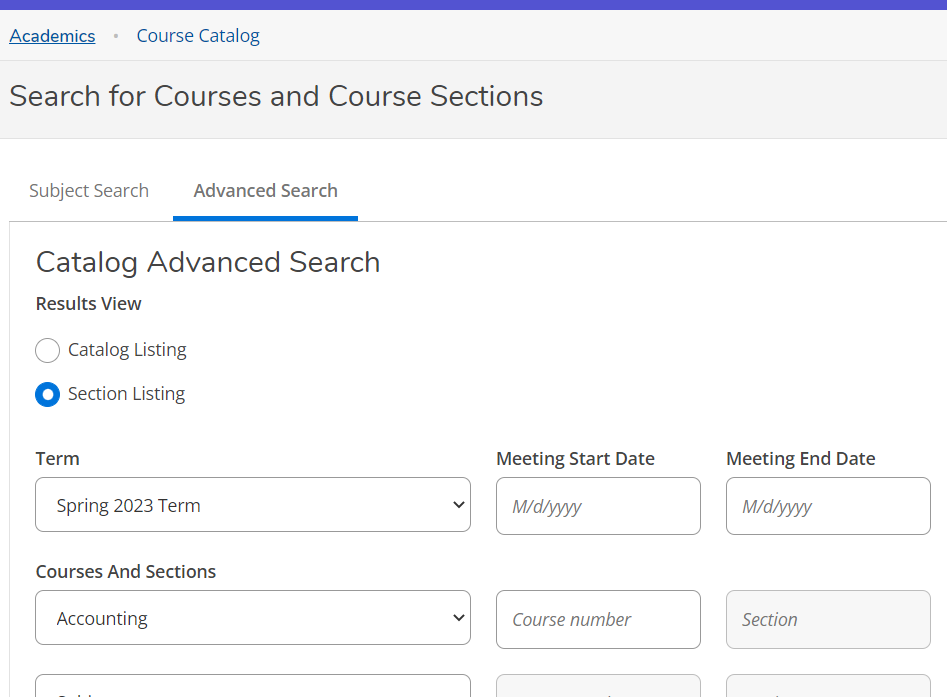 Academics • Course Catalog
Search for Courses and Course Sections
Subject Search Advanced Search
Catalog Advanced Search
Results View
Catalog Listing
Section Listing
Term Meeting Start Date Meeting End Date
Spring 2023 Term M/d/yyyy M/d/yyyy
Courses And Sections
Accounting Course number Section